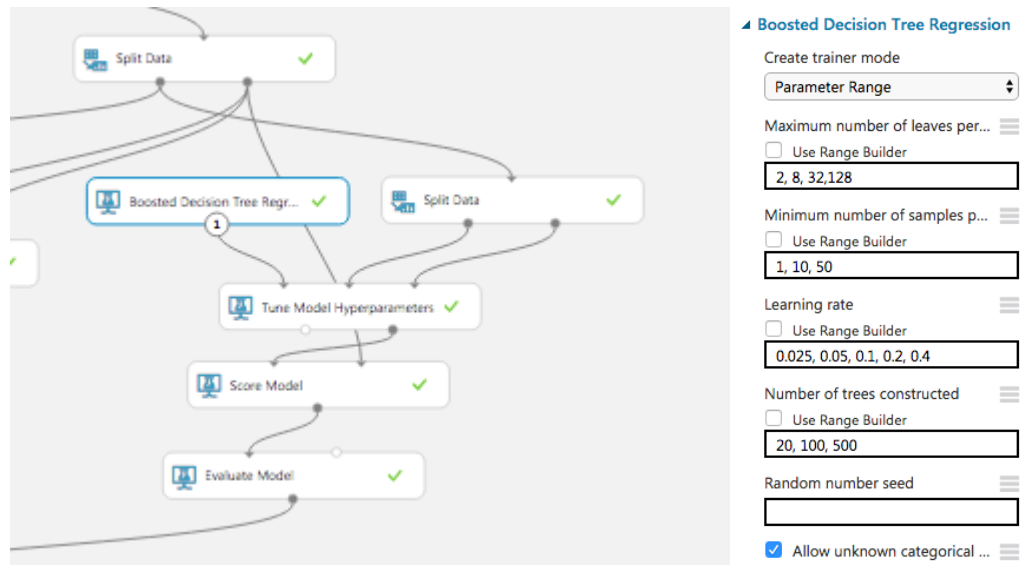 Split Data
Boosted Decision Tree Regr...
1
Split Data
Tune Model Hyperparameters
Score Model
Evaluate Model
Boosted Decision Tree Regression
Create trainer mode
Parameter Range
Maximum number of leaves per...
Use Range Builder
2, 8, 32,128
Minimum number of samples p...
Use Range Builder
1, 10, 50
Learning rate
Use Range Builder
0.025, 0.05, 0.1, 0.2, 0.4
Number of trees constructed
Use Range Builder
20, 100, 500
Random number seed
Allow unknown categorical ...